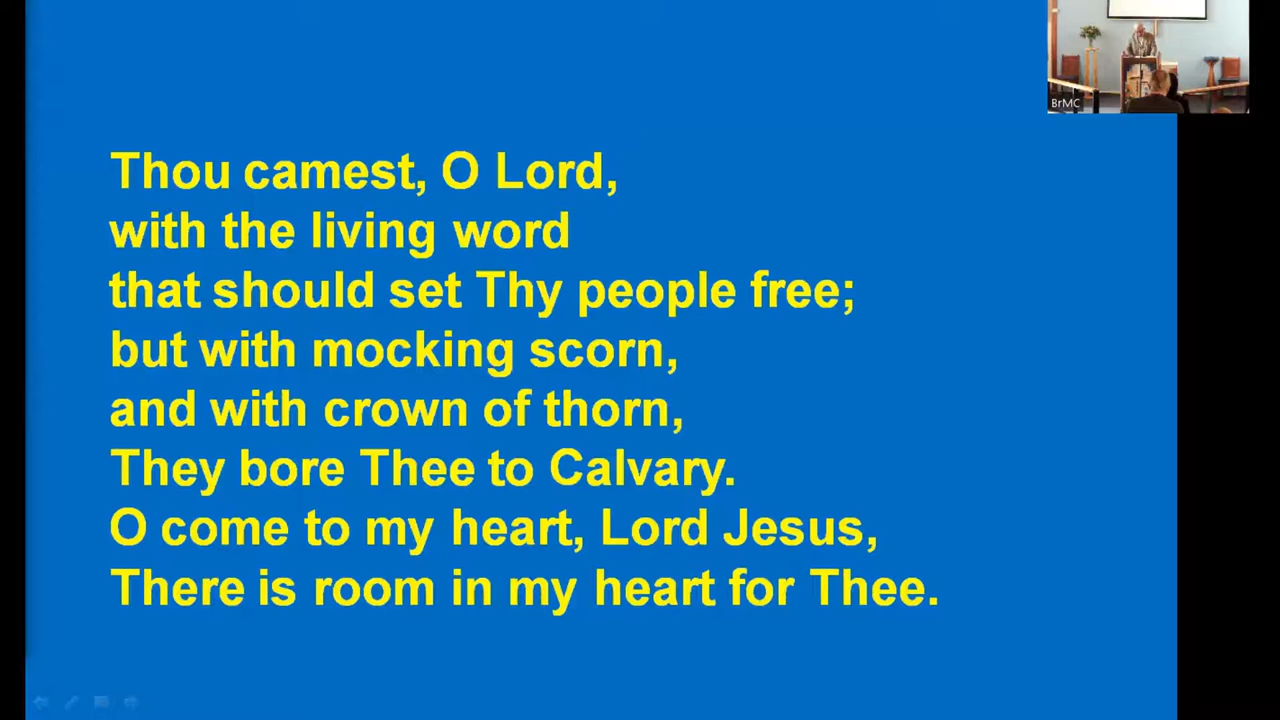 BrMC
Thou camest, O Lord,
with the living word
that should set Thy people free;
but with mocking scorn,
and with crown of thorn,
They bore Thee to Calvary.
O come to my heart, Lord Jesus,
There is room in my heart for Thee.